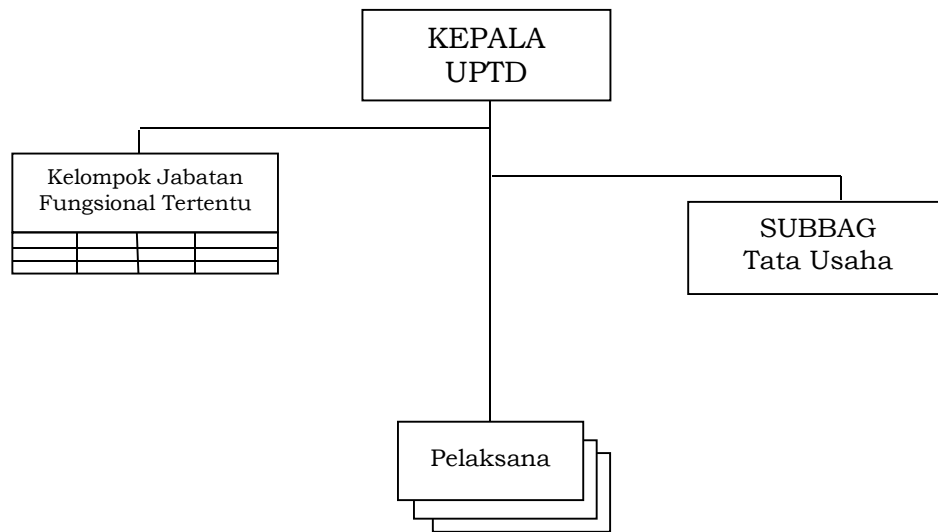 KEPALA
UPTD
Kelompok Jabatan
Fungsional Tertentu
SUBBAG
Tata Usaha
Pelaksana